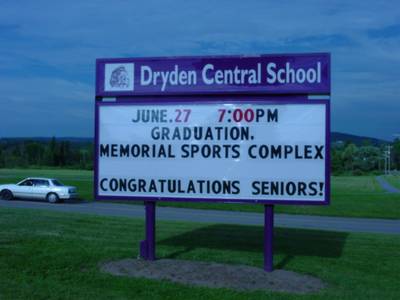 Dryden Central School
JUNE.27 7:00PM
GRADUATION.
MEMORIAL SPORTS COMPLEX
CONGRATULATIONS SENIORS!